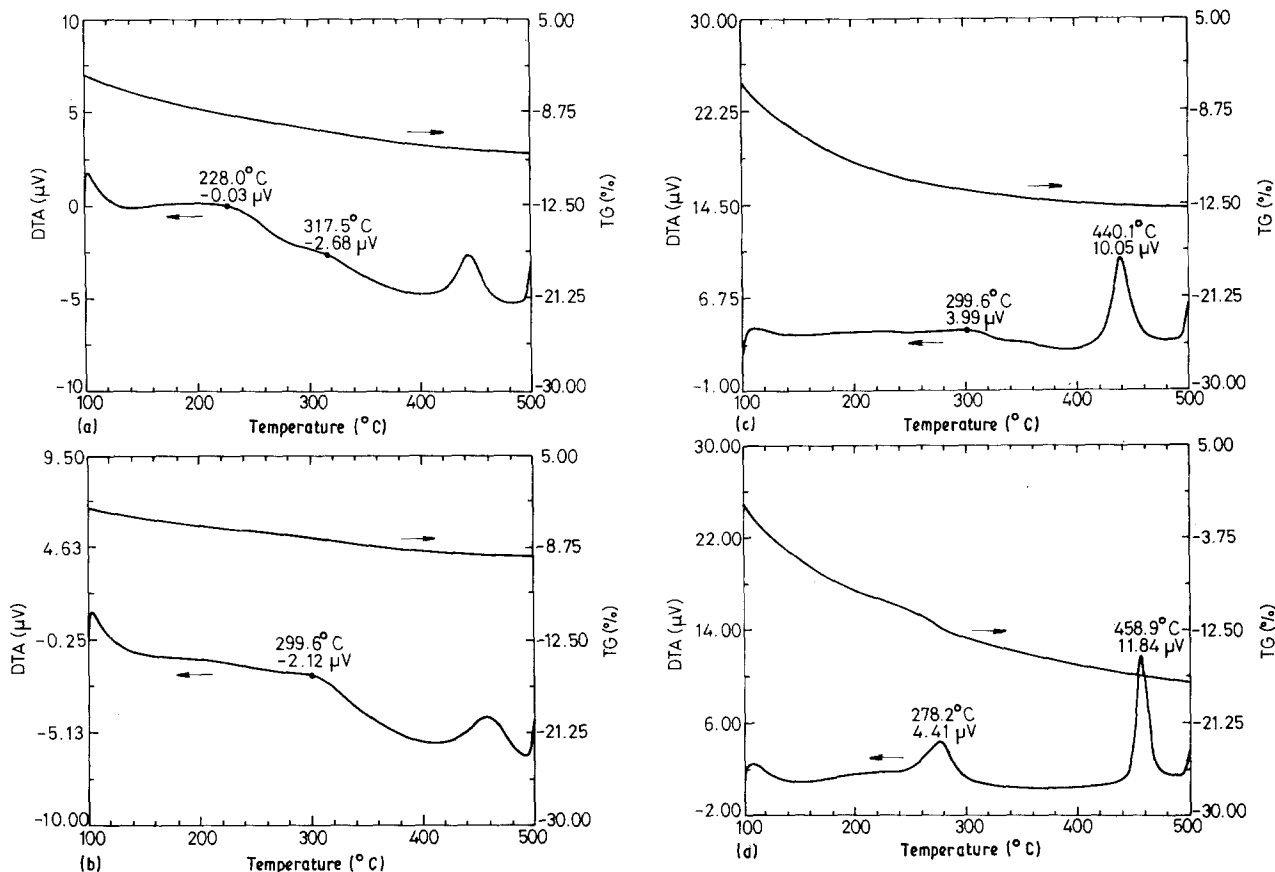 10
5
0
-5
-10
DTA (μV)
5.00
-8.75
-12.50
-21.25
-30.00
TG (%)
228.0°C
-0.03 μV
317.5°C
-2.68 μV
100
200
300
400
500
(a)
Temperature (°C)
30.00
22.25
14.50
6.75
-1.00
DTA (μV)
5.00
-8.75
-12.50
-21.25
-30.00
TG (%)
299.6°C
3.99 μV
440.1°C
10.05 μV
100
200
300
400
500
(c)
Temperature (°C)
9.50
4.63
-0.25
-5.13
-10.00
DTA (μV)
5.00
-8.75
-12.50
-21.25
-30.00
TG (%)
299.6°C
-2.12 μV
100
200
300
400
500
(b)
Temperature (°C)
30.00
22.00
14.00
6.00
-2.00
DTA (μV)
5.00
-3.75
-12.50
-21.25
-30.00
TG (%)
278.2°C
4.41 μV
458.9°C
11.84 μV
100
200
300
400
500
(d)
Temperature (°C)